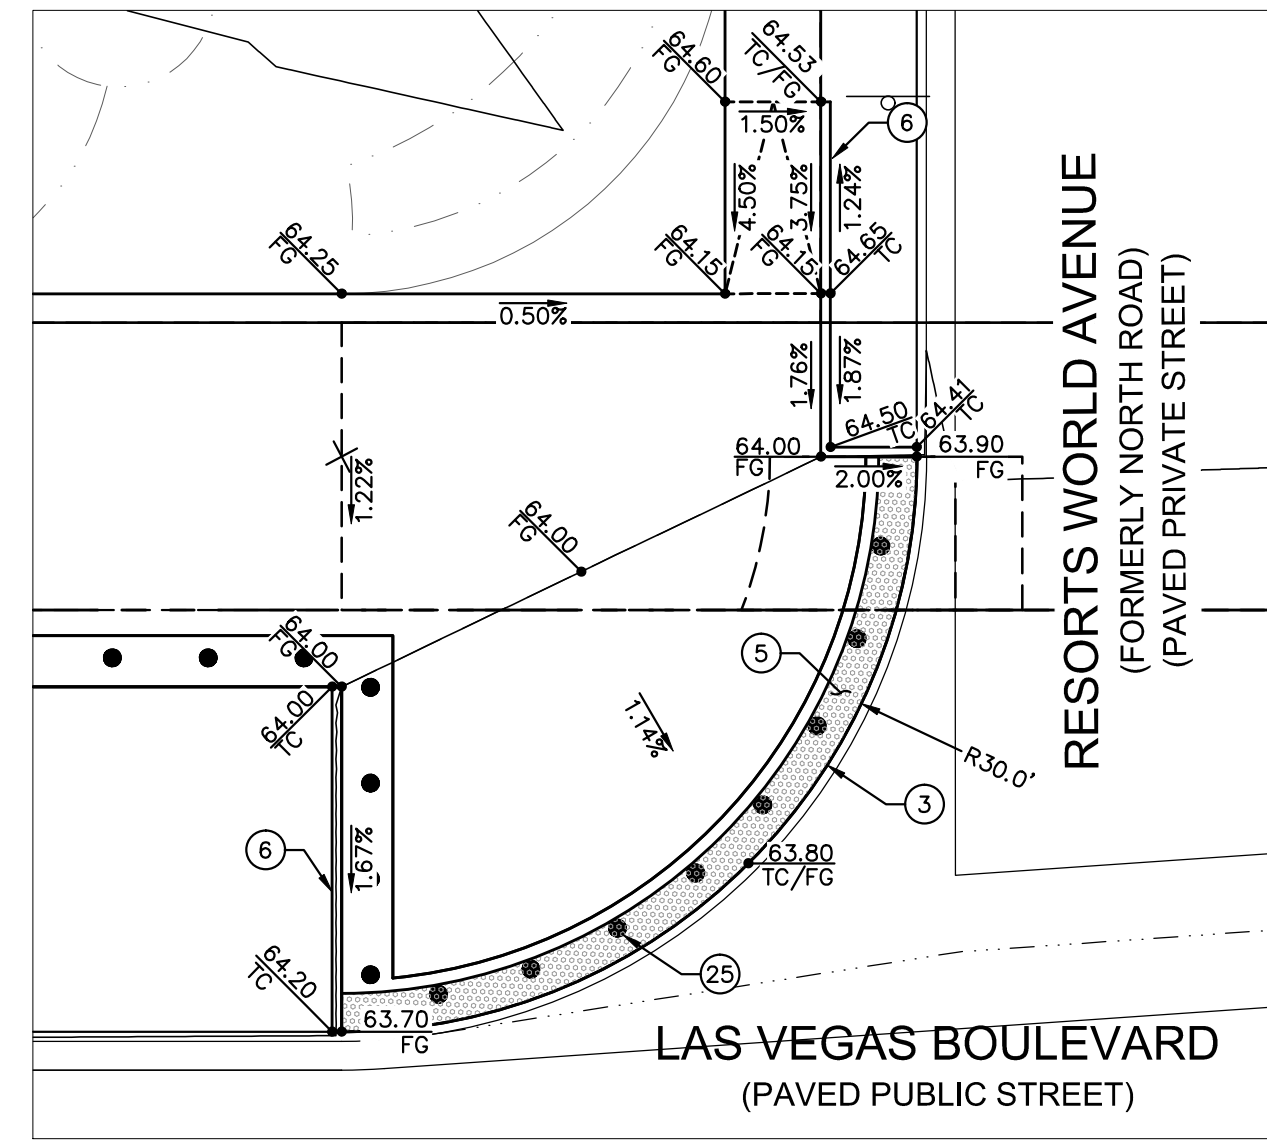 64.60
FG
64.53
TC/FG
1.50%
6
4.50%
3.75%
1.24%
64.25
FG
64.15
FG
64.15
FG
64.65
TC
0.50%
1.76%
1.87%
64.50
TC
64.41
TC
64.00
FG
63.90
FG
2.00%
1.22%
64.00
FG
RESORTS WORLD AVENUE
(FORMERLY NORTH ROAD)
(PAVED PRIVATE STREET)
64.00
FG
64.00
TC
5
1.14%
R30.0'
3
6
1.67%
63.80
TC/FG
25
64.20
TC
63.70
FG
LAS VEGAS BOULEVARD
(PAVED PUBLIC STREET)